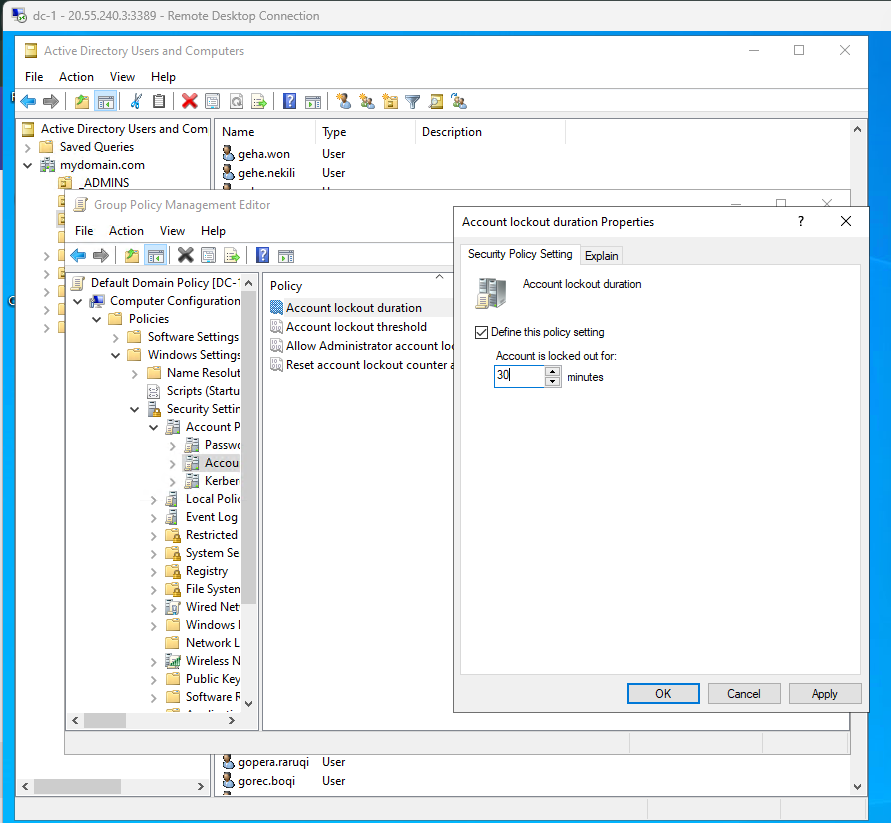 dc-1 - 20.55.240.3:3389 - Remote Desktop Connection
Active Directory Users and Computers
File Action View Help
Active Directory Users and Com
Saved Queries
mydomain.com
_ADMINS
Name Type Description
geha.won User
gehe.nekili User
Group Policy Management Editor
File Action View Help
Default Domain Policy [DC-
Computer Configuration
Policies
Software Settings
Windows Settings
Name Resolut
Scripts (Startu
Security Settin
Account P
Passwo
Accou
Kerber
Local Polic
Event Log
Restricted
System Se
Registry
File System
Wired Net
Windows
Network L
Wireless N
Public Key
Software R
Policy
Account lockout duration
Account lockout threshold
Allow Administrator account lo
Reset account lockout counter a
Account lockout duration Properties
?
Security Policy Setting Explain
Account lockout duration
Define this policy setting
Account is locked out for:
30 minutes
OK Cancel Apply
gopera.raruqi User
gorec.boqi User